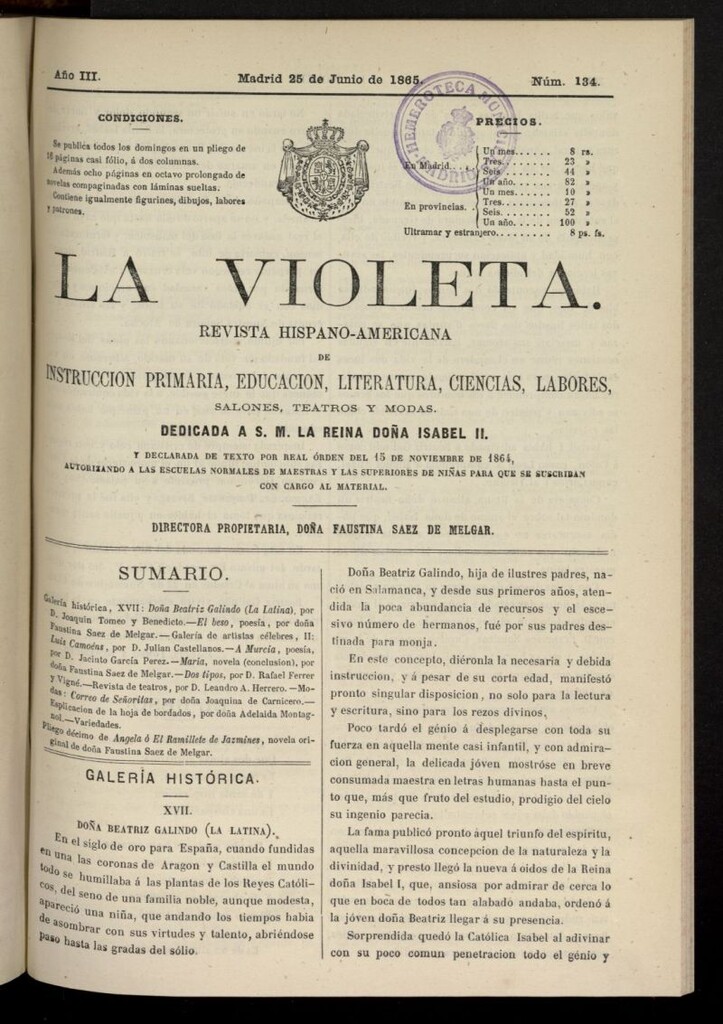 Año III.
Madrid 25 de Junio de 1865.
Núm. 134.
CONDICIONES.
Se publica todos los domingos en un pliego de
16 páginas casi fólio, á dos columnas.
Además ocho páginas en octavo prolongado de
novelas compaginadas con láminas sueltas.
Contiene igualmente figurines, dibujos, labores
y patrones.
HEMEROTECA MUNICIPAL
MADRID
PRECIOS.
En Madrid....
Un mes...... 8 rs.
Tres....... 23 »
Seis....... 44 »
Un año..... 82 »
En provincias. .
Un mes..... 10 »
Tres....... 27 »
Seis....... 52 »
Un año..... 100 »
Ultramar y estranjero......... 8 ps. fs.
LA VIOLETA.
REVISTA HISPANO-AMERICANA
DE
INSTRUCCION PRIMARIA, EDUCACION, LITERATURA, CIENCIAS, LABORES,
SALONES, TEATROS Y MODAS.
DEDICADA A S. M. LA REINA DOÑA ISABEL II.
Y DECLARADA DE TEXTO POR REAL ÓRDEN DEL 15 DE NOVIEMBRE DE 1864,
AUTORIZANDO A LAS ESCUELAS NORMALES DE MAESTRAS Y LAS SUPERIORES DE NIÑAS PARA QUE SE SUSCRIBAN
CON CARGO AL MATERIAL.
DIRECTORA PROPIETARIA, DOÑA FAUSTINA SAEZ DE MELGAR.
SUMARIO.
Galería histórica, XVII: Doña Beatriz Galindo (La Latina), por
D. Joaquin Tomeo y Benedicto.—El beso, poesía, por doña
Faustina Saez de Melgar.—Galería de artistas célebres, II:
Luis Camoéns, por D. Julian Castellanos.—A Murcia, poesía,
por D. Jacinto García Perez.—María, novela (conclusion), por
doña Faustina Saez de Melgar.—Dos tipos, por D. Rafael Ferrer
y Vigné.—Revista de teatros, por D. Leandro A. Herrero.—Mo-
das: Correo de Señoritas, por doña Joaquina de Carnicero.—
Esplicacion de la hoja de bordados, por doña Adelaida Montag-
nol.—Variedades.
Pliego décimo de Angela ó El Ramillete de Jazmines, novela ori-
ginal de doña Faustina Saez de Melgar.
GALERÍA HISTÓRICA.
XVII.
DOÑA BEATRIZ GALINDO (LA LATINA).
En el siglo de oro para España, cuando fundidas
en una las coronas de Aragon y Castilla el mundo
todo se humillaba á las plantas de los Reyes Católi-
cos, del seno de una familia noble, aunque modesta,
apareció una niña, que andando los tiempos habia
de asombrar con sus virtudes y talento, abriéndose
paso hasta las gradas del sólio.
Doña Beatriz Galindo, hija de ilustres padres, na-
ció en Salamanca, y desde sus primeros años, aten-
dida la poca abundancia de recursos y el esce-
sivo número de hermanos, fué por sus padres des-
tinada para monja.
En este concepto, diéronla la necesaria y debida
instruccion, y á pesar de su corta edad, manifestó
pronto singular disposicion, no solo para la lectura y
escritura, sino para los rezos divinos.
Poco tardó el génio á desplegarse con toda su
fuerza en aquella mente casi infantil, y con admira-
cion general, la delicada jóven mostróse en breve
consumada maestra en letras humanas hasta el pun-
to que, más que fruto del estudio, prodigio del cielo
su ingenio parecia.
La fama publicó pronto áquel triunfo del espíritu,
aquella maravillosa concepcion de la naturaleza y la
divinidad, y presto llegó la nueva á oidos de la Reina
doña Isabel I, que, ansiosa por admirar de cerca lo
que en boca de todos tan alabado andaba, ordenó á
la jóven doña Beatriz llegar á su presencia.
Sorprendida quedó la Católica Isabel al adivinar
con su poco comun penetracion todo el génio y